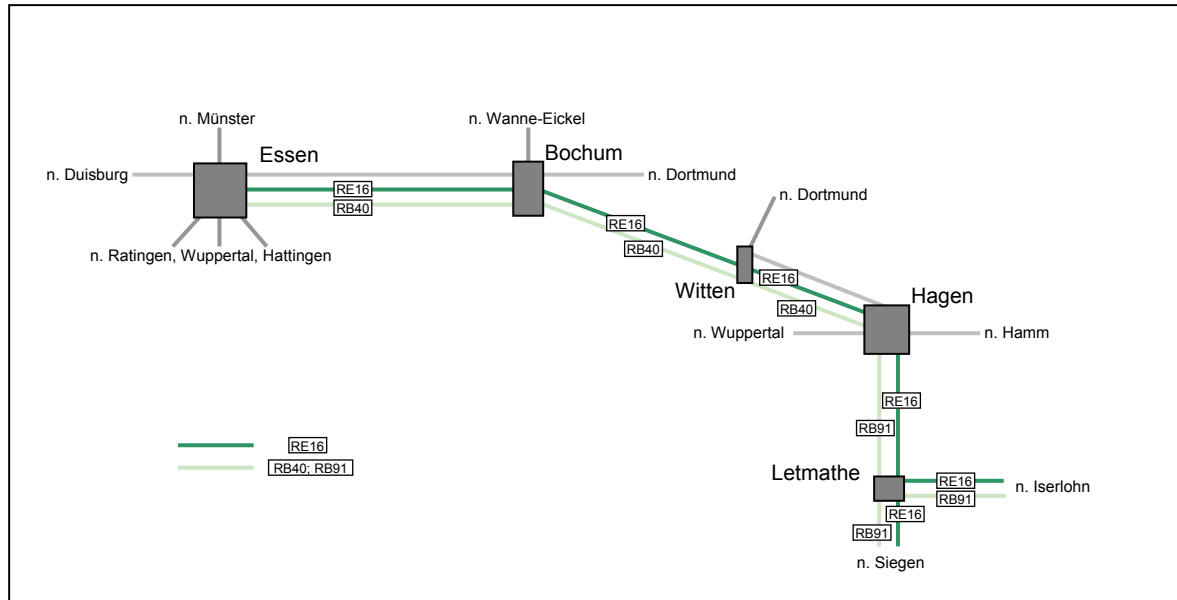 n. Münster
n. Wanne-Eickel
Essen
Bochum
n. Duisburg
n. Dortmund
RE16
RB40
n. Dortmund
RE16
RB40
n. Ratingen, Wuppertal, Hattingen
RE16
Witten
RB40
Hagen
n. Wuppertal
n. Hamm
RE16
RB91
RE16
RB40; RB91
Letmathe
RE16
n. Iserlohn
RB91
RE16
RB91
n. Siegen